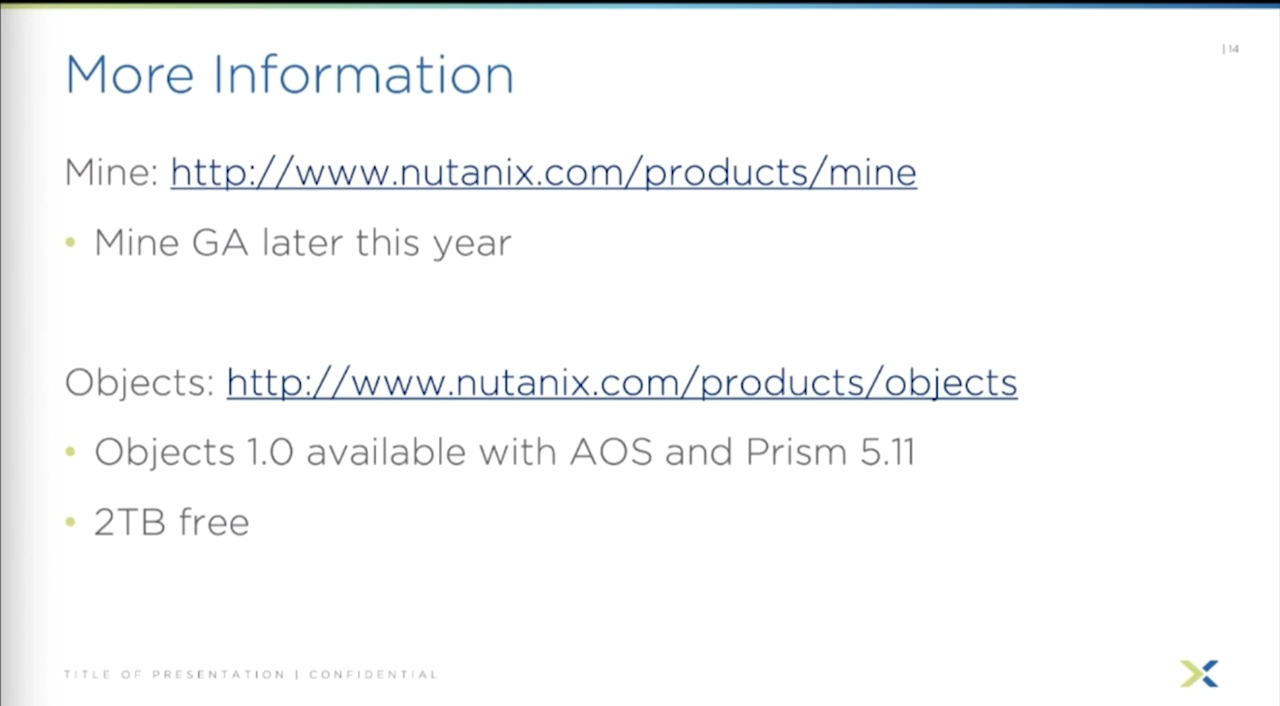 | 14
More Information
Mine: http://www.nutanix.com/products/mine
• Mine GA later this year
Objects: http://www.nutanix.com/products/objects
• Objects 1.0 available with AOS and Prism 5.11
• 2TB free
TITLE OF PRESENTATION | CONFIDENTIAL